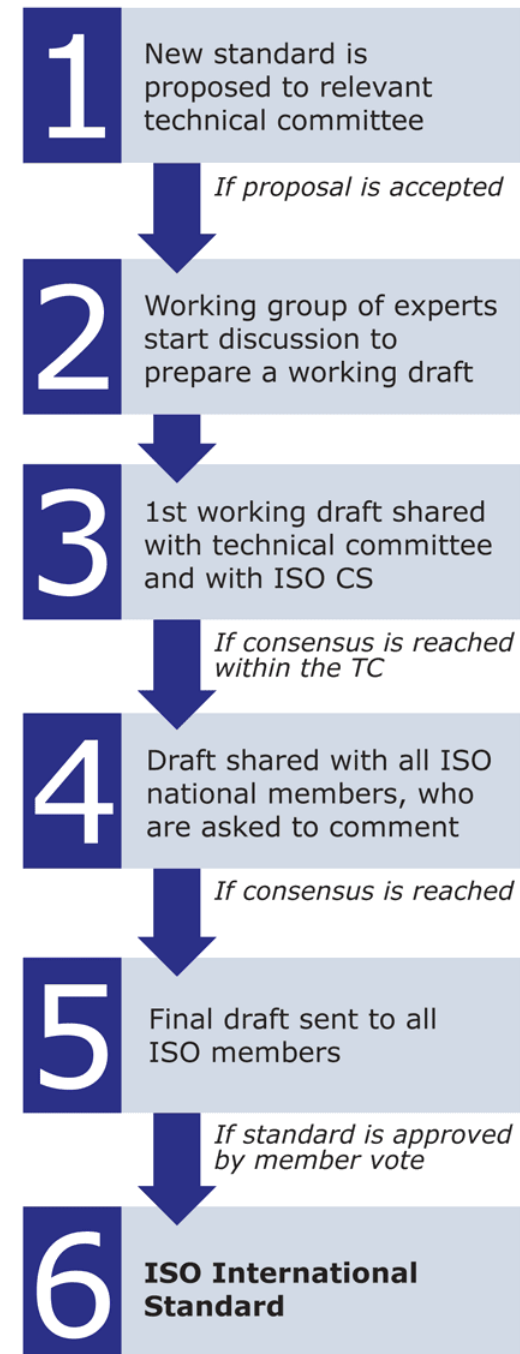 1
New standard is
proposed to relevant
technical committee
If proposal is accepted
2
Working group of experts
start discussion to
prepare a working draft
3
1st working draft shared
with technical committee
and with ISO CS
If consensus is reached
within the TC
4
Draft shared with all ISO
national members, who
are asked to comment
If consensus is reached
5
Final draft sent to all
ISO members
If standard is approved
by member vote
6
ISO International
Standard